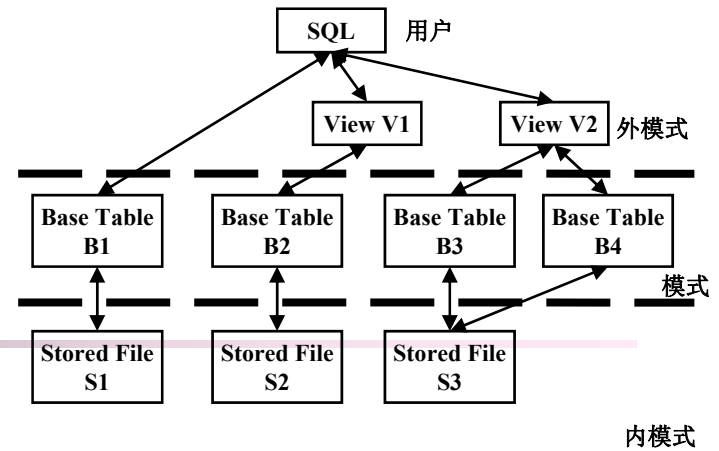 SQL
用户
View V1
View V2
外模式
Base Table
B1
Base Table
B2
Base Table
B3
Base Table
B4
模式
Stored File
S1
Stored File
S2
Stored File
S3
内模式